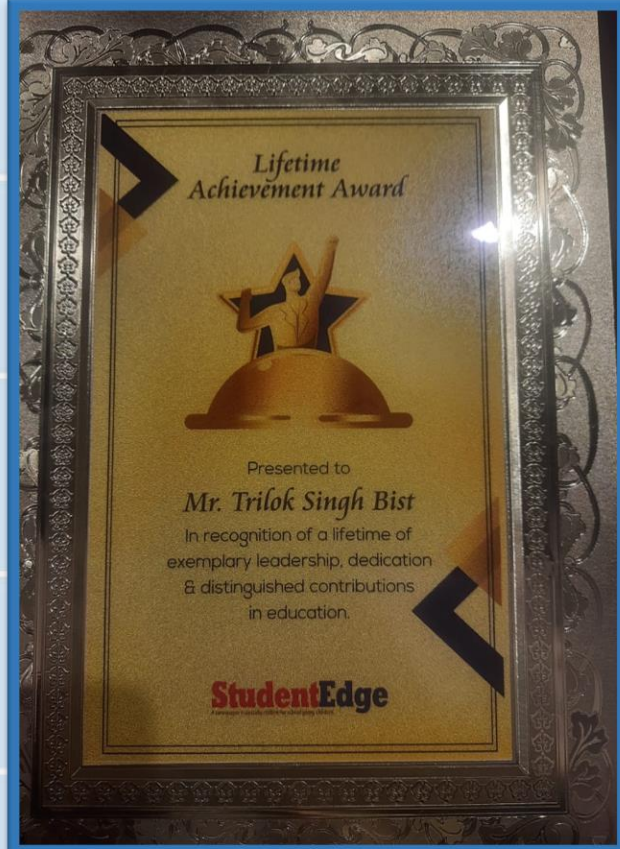 Lifetime
Achievement Award
Presented to
Mr. Trilok Singh Bist
In recognition of a lifetime of
exemplary leadership, dedication
& distinguished contributions
in education.
StudentEdge